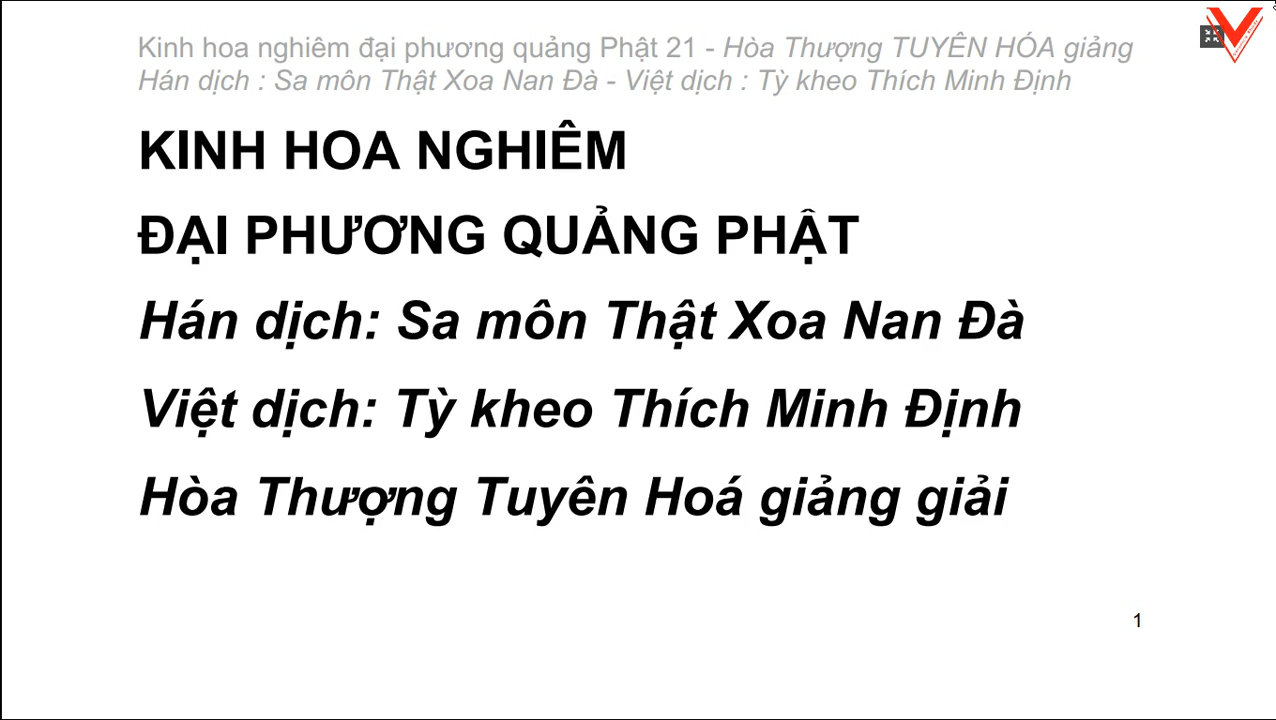 Kinh hoa nghiêm đại phương quảng Phật 21 - Hòa Thượng TUYÊN HÓA giảng
Hán dịch : Sa môn Thật Xoa Nan Đà - Việt dịch : Tỳ kheo Thích Minh Định
KINH HOA NGHIÊM
ĐẠI PHƯƠNG QUẢNG PHẬT
Hán dịch: Sa môn Thật Xoa Nan Đà
Việt dịch: Tỳ kheo Thích Minh Định
Hòa Thượng Tuyên Hoá giảng giải
1